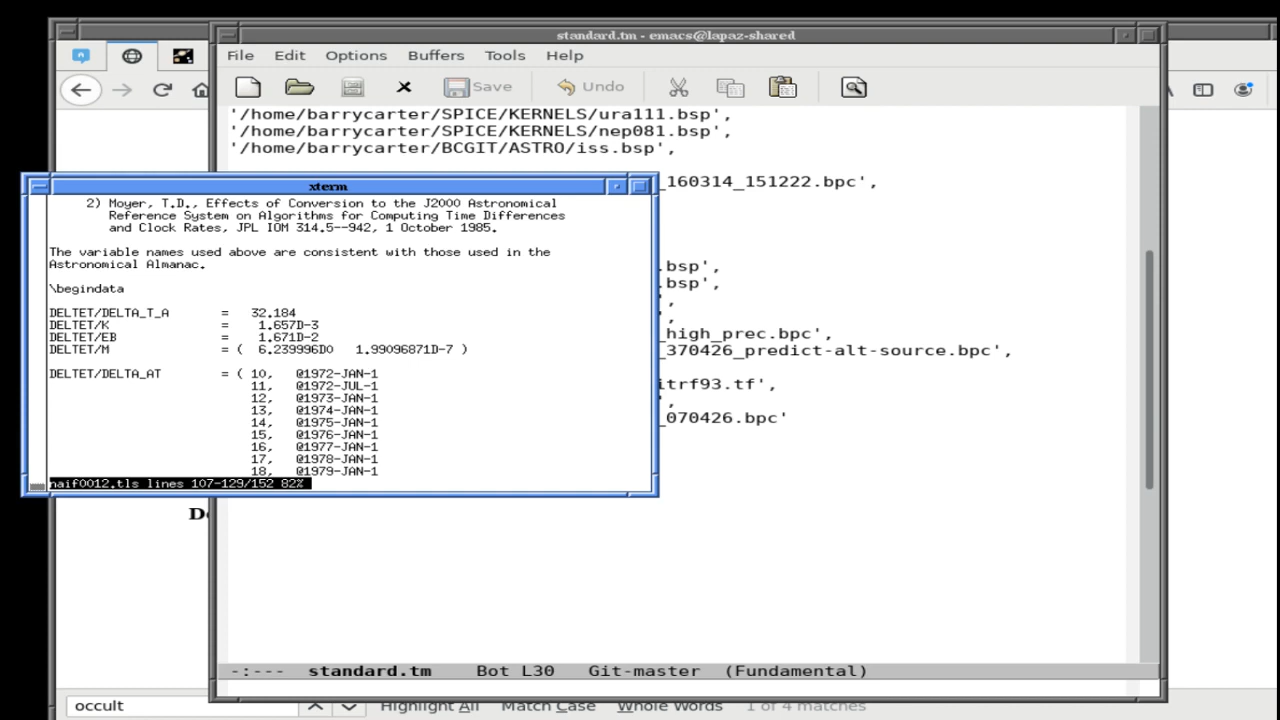 standard.tm - emacs@lapaz-shared
File Edit Options Buffers Tools Help
Save Undo
'/home/barrycarter/SPICE/KERNELS/ura111.bsp',
'/home/barrycarter/SPICE/KERNELS/nep081.bsp',
'/home/barrycarter/BCGIT/ASTRO/iss.bsp',
_160314_151222.bpc',
.bsp',
.bsp',
',
',
_high_prec.bpc',
_370426_predict-alt-source.bpc',
itrf93.tf',
',
_070426.bpc'
xterm
2) Moyer, T.D., Effects of Conversion to the J2000 Astronomical
Reference System on Algorithms for Computing Time Differences
and Clock Rates, JPL IOM 314.5--942, 1 October 1985.
The variable names used above are consistent with those used in the
Astronomical Almanac.
\begindata
DELTET/DELTA_T_A = 32.184
DELTET/K = 1.657D-3
DELTET/EB = 1.671D-2
DELTET/M = ( 6.239996D0 1.99096871D-7 )
DELTET/DELTA_AT = ( 10, @1972-JAN-1
11, @1972-JUL-1
12, @1973-JAN-1
13, @1974-JAN-1
14, @1975-JAN-1
15, @1976-JAN-1
16, @1977-JAN-1
17, @1978-JAN-1
18, @1979-JAN-1
naif0012.tls lines 107-129/152 82%
-:--- standard.tm Bot L30 Git-master (Fundamental)
occult Highlight All Match Case Whole Words 1 of 4 matches